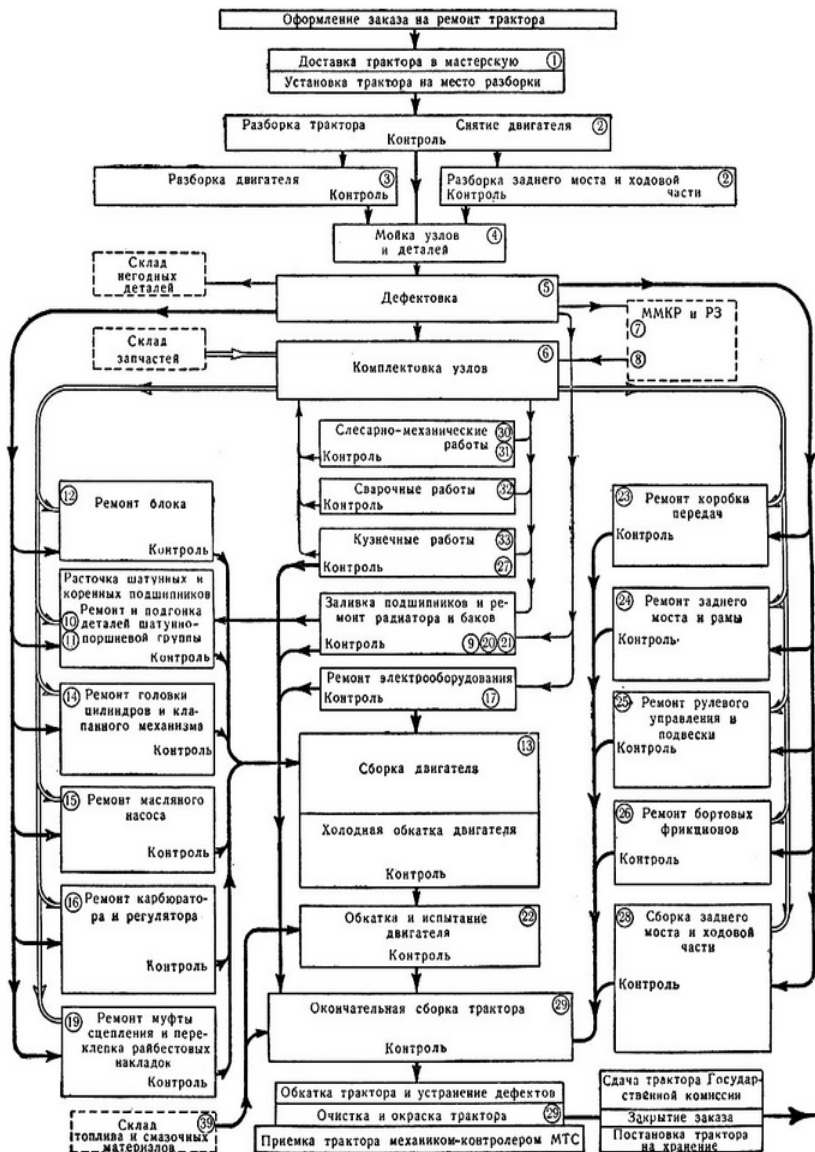 Оформление заказа на ремонт трактора
Доставка трактора в мастерскую 1
Установка трактора на место разборки
Разборка трактора Снятие двигателя 2
Контроль
Разборка двигателя 3
Контроль
Разборка заднего моста и ходовой 2
Контроль части
Мойка узлов 4
и деталей
Склад
негодных
деталей
Дефектовка 5
ММКР и РЗ
7
8
Склад
запчастей
Комплектовка узлов 6
Слесарно-механические 30
работы 31
Контроль
Сварочные работы 32
Контроль
Кузнечные работы 33
Контроль 27
Заливка подшипников и ре-
монт радиатора и баков
Контроль 9 20 21
Ремонт электрооборудования
Контроль 17
12 Ремонт блока
Контроль
Расточка шатунных и
коренных подшипников
10 Ремонт и подгонка
деталей шатунно-
11 поршневой группы
Контроль
14 Ремонт головки
цилиндров и кла-
панного механизма
Контроль
15 Ремонт масляного
насоса
Контроль
16 Ремонт карбюрато-
ра и регулятора
Контроль
19 Ремонт муфты
сцепления и пере-
клепка райбестовых
накладок
Контроль
Склад 39
топлива и смазочных
материалов
13
Сборка двигателя
Холодная обкатка двигателя
Контроль
Обкатка и испытание 22
двигателя
Контроль
Окончательная сборка трактора 29
Контроль
Обкатка трактора и устранение дефектов
Очистка и окраска трактора 29
Приемка трактора механиком-контролером МТС
23 Ремонт коробки
передач
Контроль
24 Ремонт заднего
моста и рамы
Контроль
25 Ремонт рулевого
управления и
Контроль подвески
26 Ремонт бортовых
фрикционов
Контроль
28 Сборка заднего
моста и ходовой
части
Контроль
Сдача трактора Государ-
ственной комиссии
Закрытие заказа
Постановка трактора
на хранение